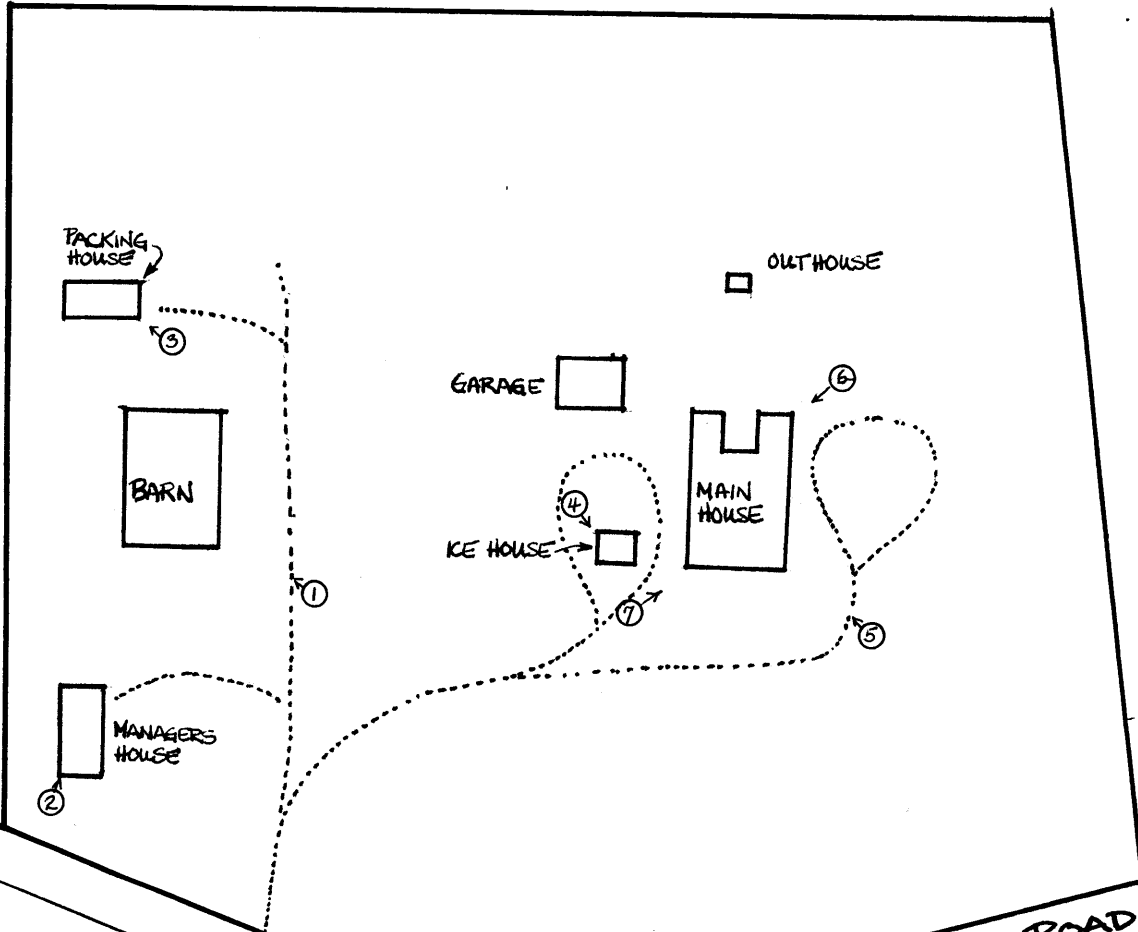 PACKING
HOUSE
OUTHOUSE
③
GARAGE
⑥
BARN
MAIN
HOUSE
④
ICE HOUSE
①
⑦
⑤
MANAGERS
HOUSE
②
ROAD